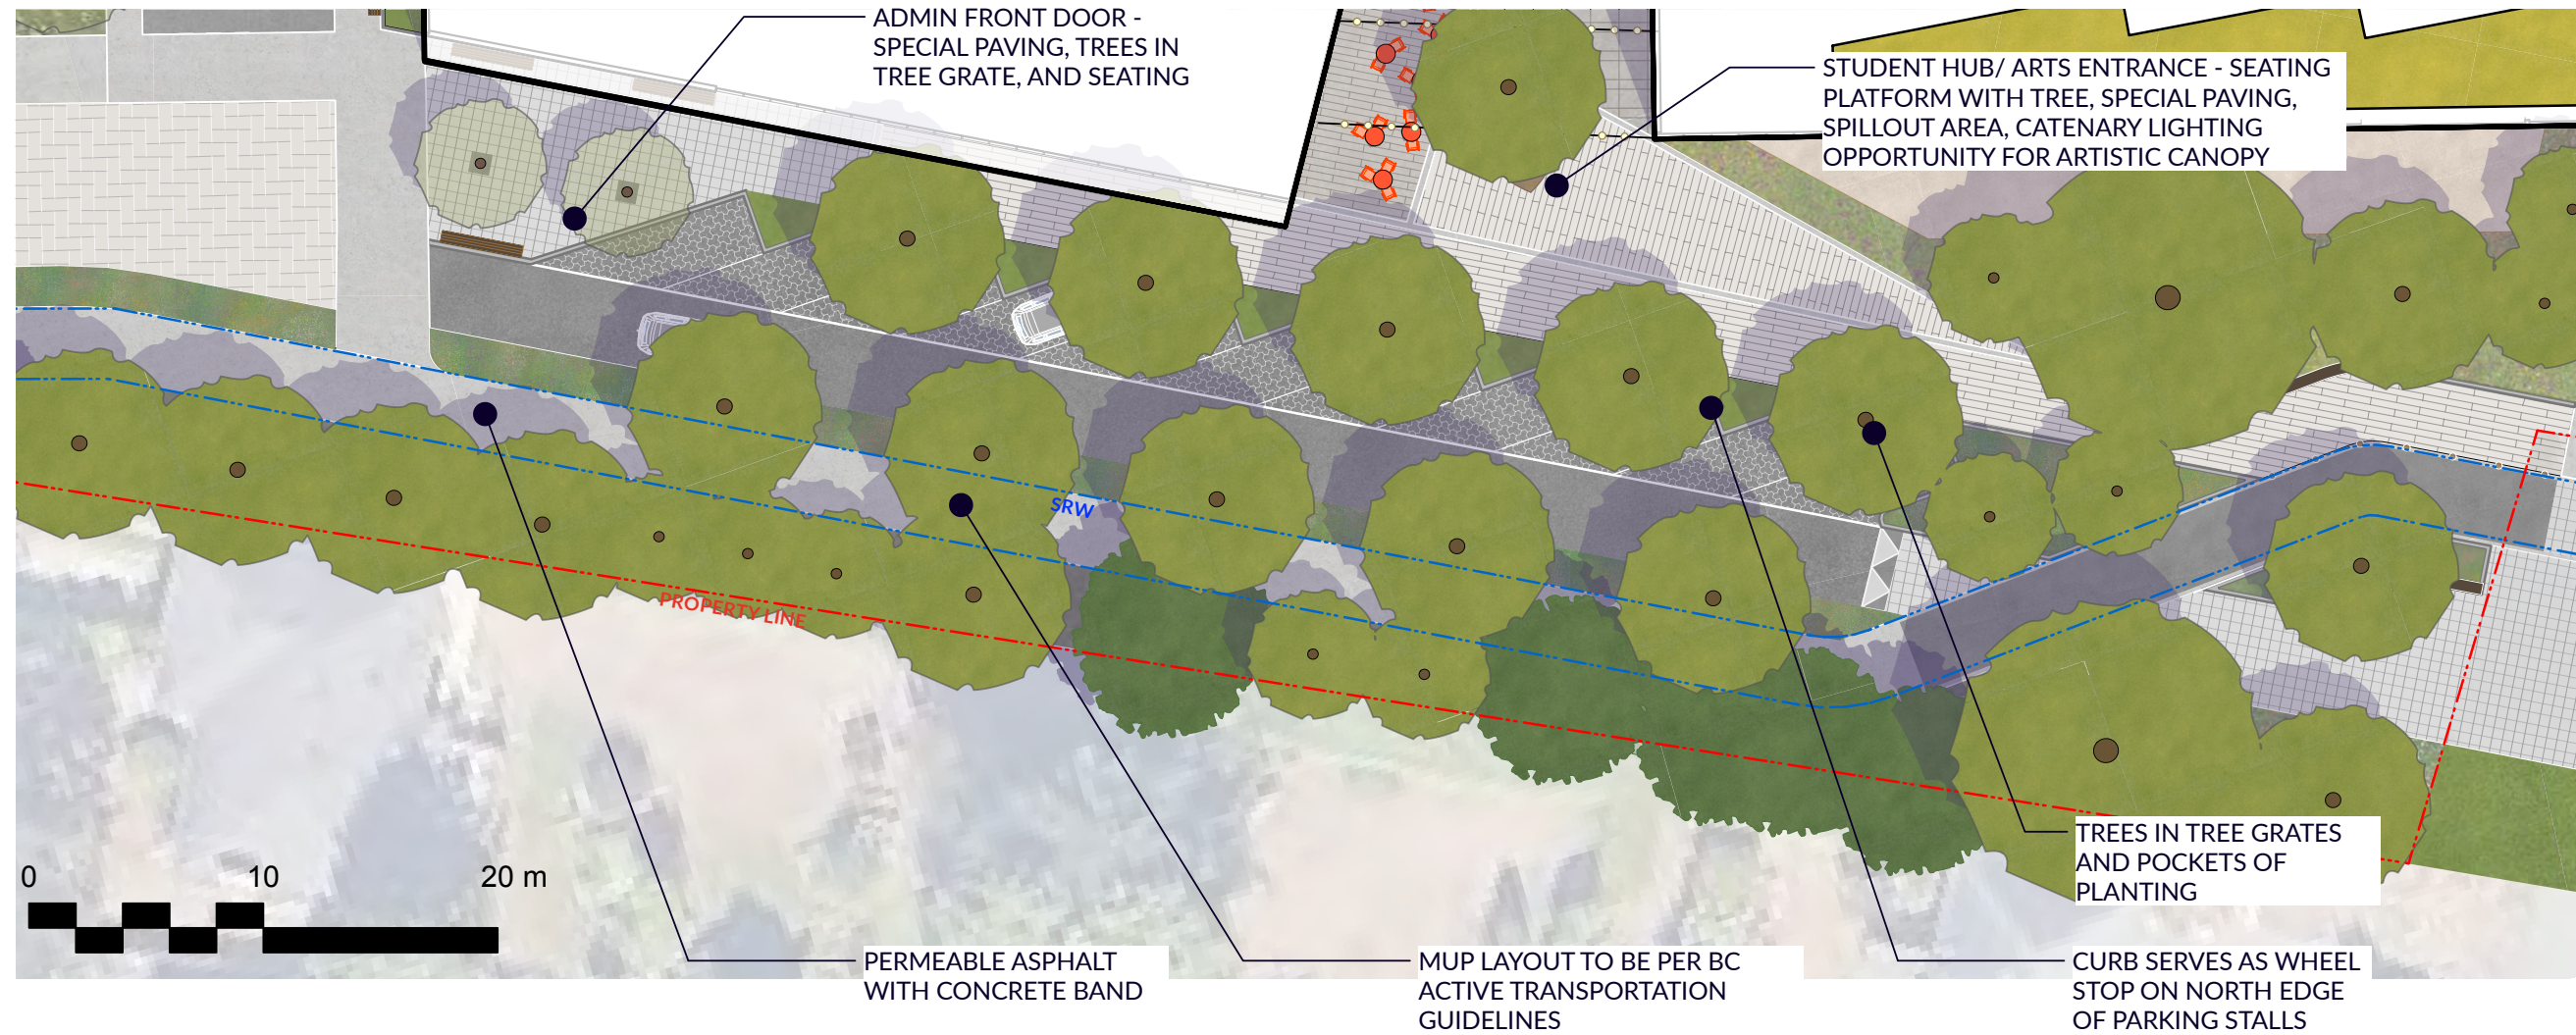 ADMIN FRONT DOOR -
SPECIAL PAVING, TREES IN
TREE GRATE, AND SEATING
STUDENT HUB/ ARTS ENTRANCE - SEATING
PLATFORM WITH TREE, SPECIAL PAVING,
SPILLOUT AREA, CATENARY LIGHTING
OPPORTUNITY FOR ARTISTIC CANOPY
SRW
PROPERTY LINE
TREES IN TREE GRATES
AND POCKETS OF
PLANTING
0 10 20 m
PERMEABLE ASPHALT
WITH CONCRETE BAND
MUP LAYOUT TO BE PER BC
ACTIVE TRANSPORTATION
GUIDELINES
CURB SERVES AS WHEEL
STOP ON NORTH EDGE
OF PARKING STALLS